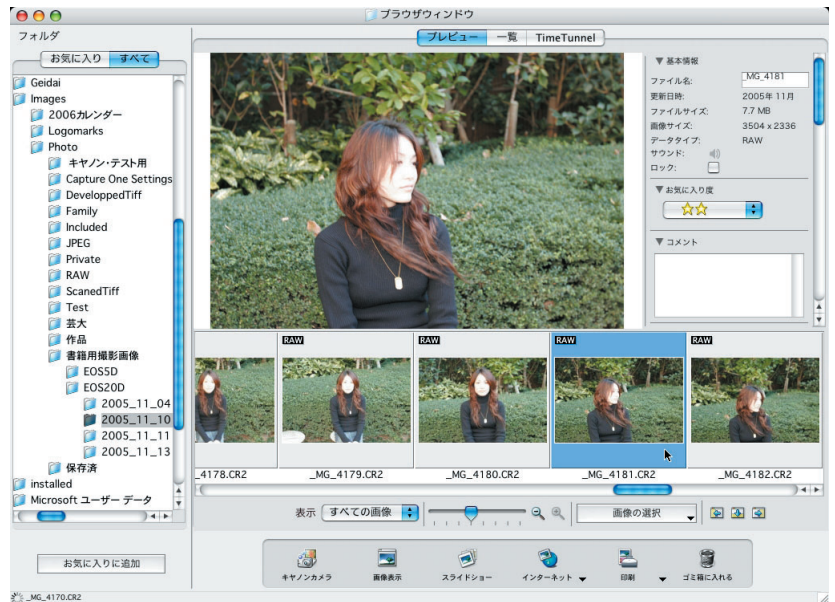 ブラウザウィンドウ
フォルダ
お気に入り すべて
Geidai
Images
2006カレンダー
Logomarks
Photo
キヤノン・テスト用
Capture One Settings
DeveloppedTiff
Family
Included
JPEG
Private
RAW
ScanedTiff
Test
芸大
作品
書籍用撮影画像
EOS5D
EOS20D
2005_11_04
2005_11_10
2005_11_11
2005_11_13
保存済
installed
Microsoft ユーザー データ
お気に入りに追加
_MG_4170.CR2
プレビュー 一覧 TimeTunnel
基本情報
ファイル名: _MG_4181
更新日時: 2005年 11月
ファイルサイズ: 7.7 MB
画像サイズ: 3504 x 2336
データタイプ: RAW
サウンド:
ロック:
お気に入り度
コメント
RAW RAW RAW RAW
_4178.CR2 _MG_4179.CR2 _MG_4180.CR2 _MG_4181.CR2 _MG_4182.CR2
表示 すべての画像 画像の選択
キヤノンカメラ 画像表示 スライドショー インターネット 印刷 ゴミ箱に入れる